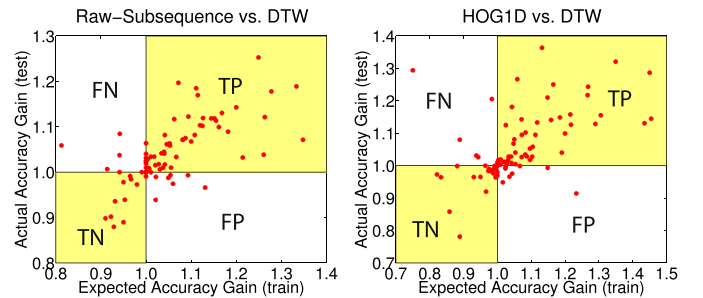 Raw−Subsequence vs. DTW
Actual Accuracy Gain (test)
1.3
1.2
1.1
1.0
0.9
0.8
FN
TP
TN
FP
0.8 0.9 1.0 1.1 1.2 1.3 1.4
Expected Accuracy Gain (train)
HOG1D vs. DTW
Actual Accuracy Gain (test)
1.4
1.3
1.2
1.1
1.0
0.9
0.8
0.7
FN
TP
TN
FP
0.7 0.8 0.9 1.0 1.1 1.2 1.3 1.4 1.5
Expected Accuracy Gain (train)